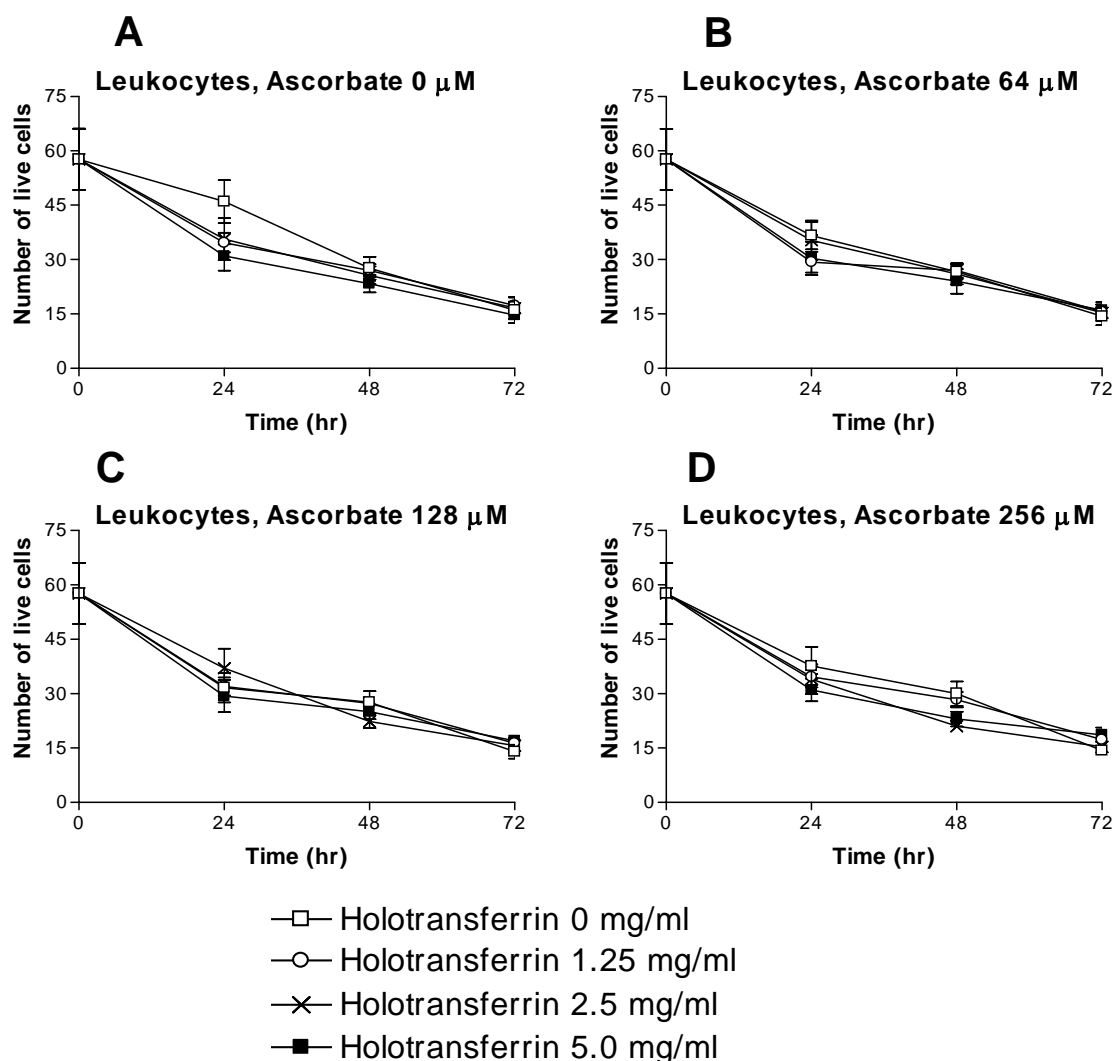 A
Leukocytes, Ascorbate 0 μM
Number of live cells
75
60
45
30
15
0
0 24 48 72
Time (hr)
B
Leukocytes, Ascorbate 64 μM
Number of live cells
75
60
45
30
15
0
0 24 48 72
Time (hr)
C
Leukocytes, Ascorbate 128 μM
Number of live cells
75
60
45
30
15
0
0 24 48 72
Time (hr)
D
Leukocytes, Ascorbate 256 μM
Number of live cells
75
60
45
30
15
0
0 24 48 72
Time (hr)
Holotransferrin 0 mg/ml
Holotransferrin 1.25 mg/ml
Holotransferrin 2.5 mg/ml
Holotransferrin 5.0 mg/ml